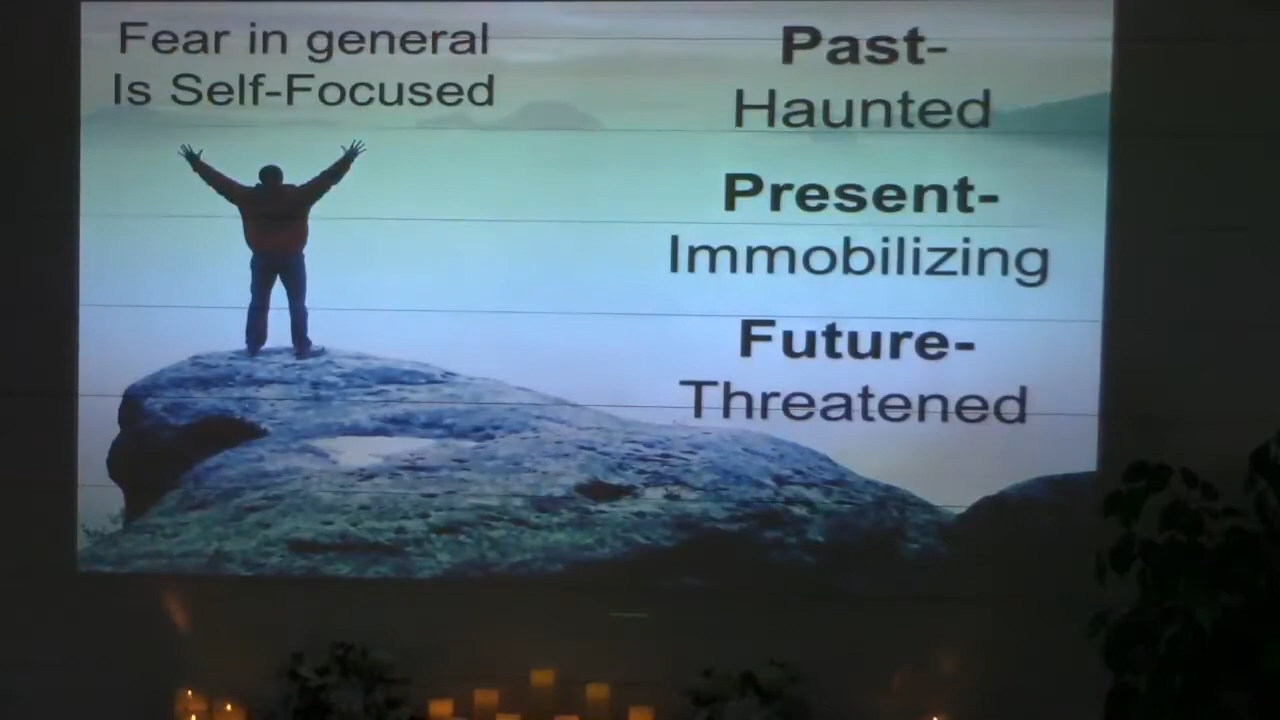 Fear in general
Is Self-Focused
Past-
Haunted
Present-
Immobilizing
Future-
Threatened